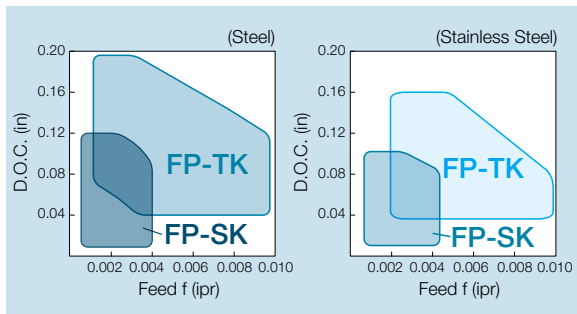 (Steel)
D.O.C. (in)
0.20
0.16
0.12
0.08
0.04
FP-TK
FP-SK
0.002 0.004 0.006 0.008 0.010
Feed f (ipr)
(Stainless Steel)
D.O.C. (in)
0.20
0.16
0.12
0.08
0.04
FP-TK
FP-SK
0.002 0.004 0.006 0.008 0.010
Feed f (ipr)